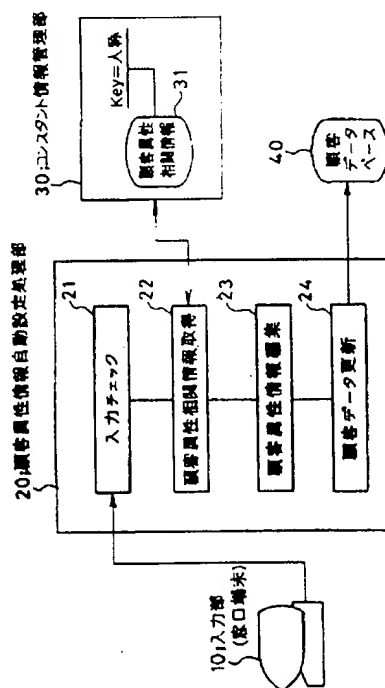 30;コンスタント情報管理部
Key=人称
顧客属性
相関情報
31
20;顧客属性情報自動設定処理部
21
入力チェック
22
顧客属性相関情報取得
23
顧客属性情報編集
24
顧客データ更新
40
顧客
データ
ベース
10;入力部
(窓口端末)